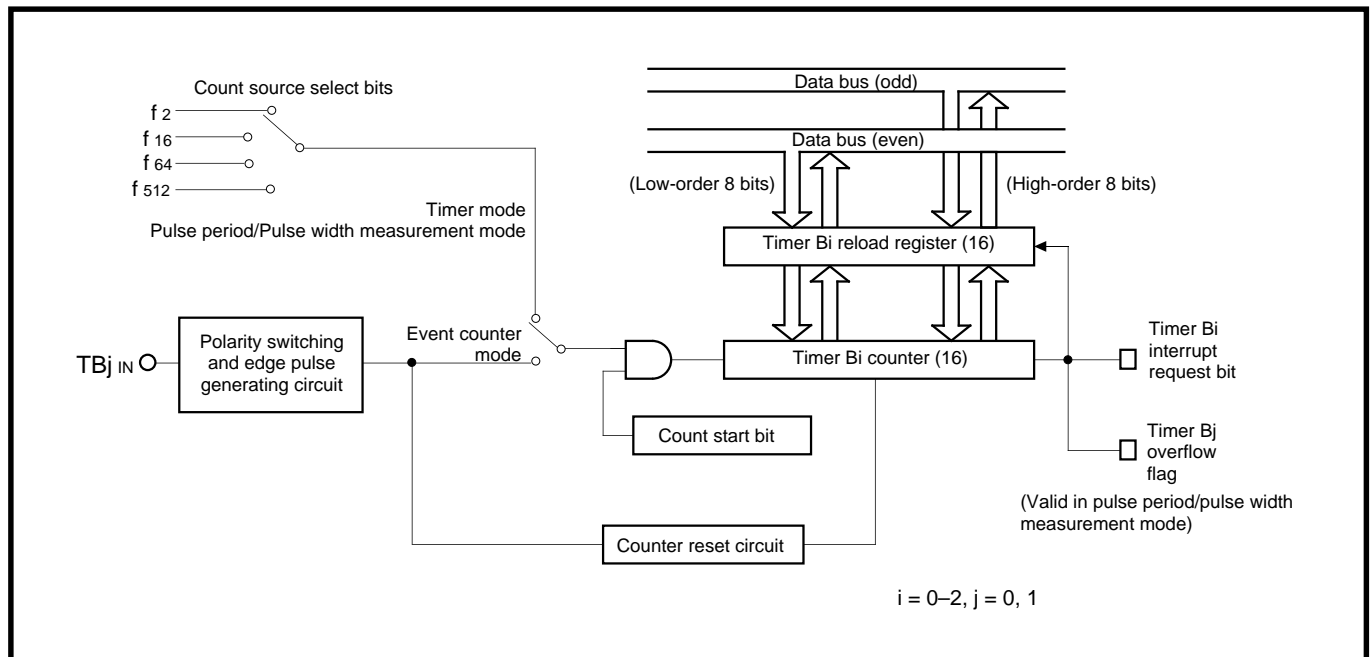 Count source select bits
f 2
f 16
f 64
f 512
Data bus (odd)
Data bus (even)
(Low-order 8 bits)
(High-order 8 bits)
Timer mode
Pulse period/Pulse width measurement mode
Timer Bi reload register (16)
TBj IN
Polarity switching
and edge pulse
generating circuit
Event counter
mode
Timer Bi counter (16)
Timer Bi
interrupt
request bit
Count start bit
Timer Bj
overflow
flag
(Valid in pulse period/pulse width
measurement mode)
Counter reset circuit
i = 0–2, j = 0, 1